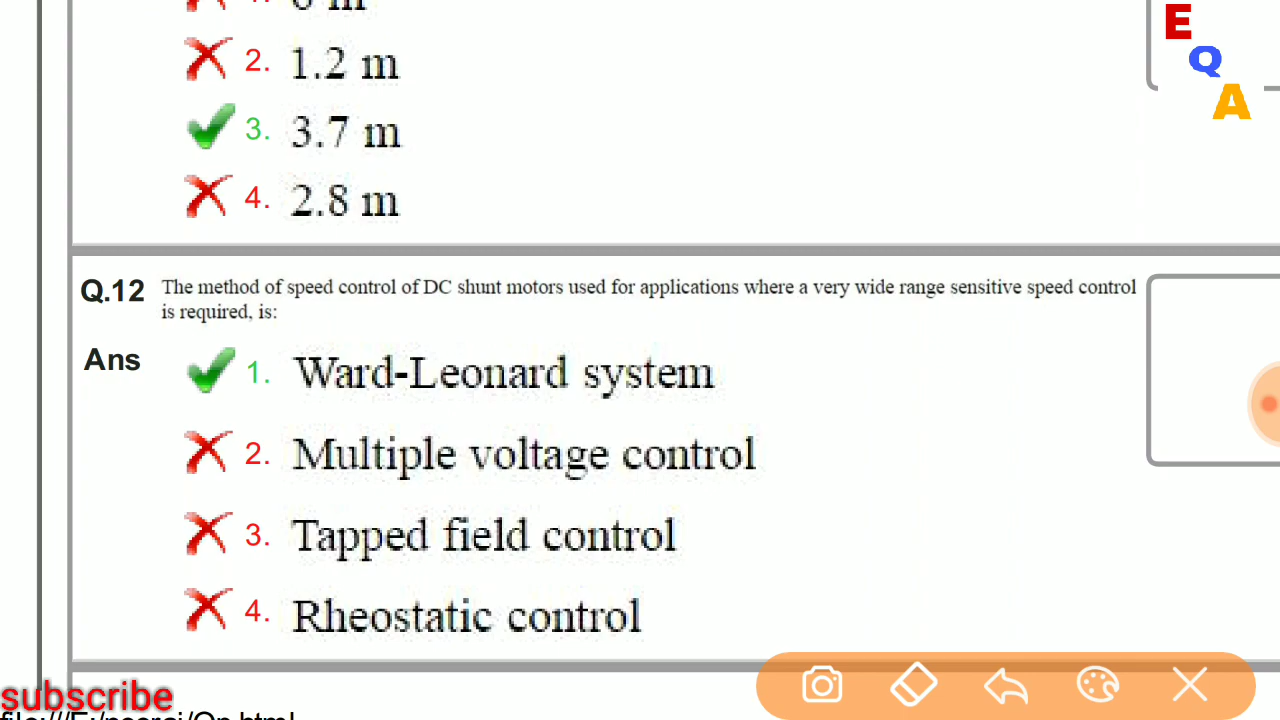 E
Q
A
2. 1.2 m
3. 3.7 m
4. 2.8 m
Q.12 The method of speed control of DC shunt motors used for applications where a very wide range sensitive speed control
is required, is:
Ans
1. Ward-Leonard system
2. Multiple voltage control
3. Tapped field control
4. Rheostatic control
subscribe